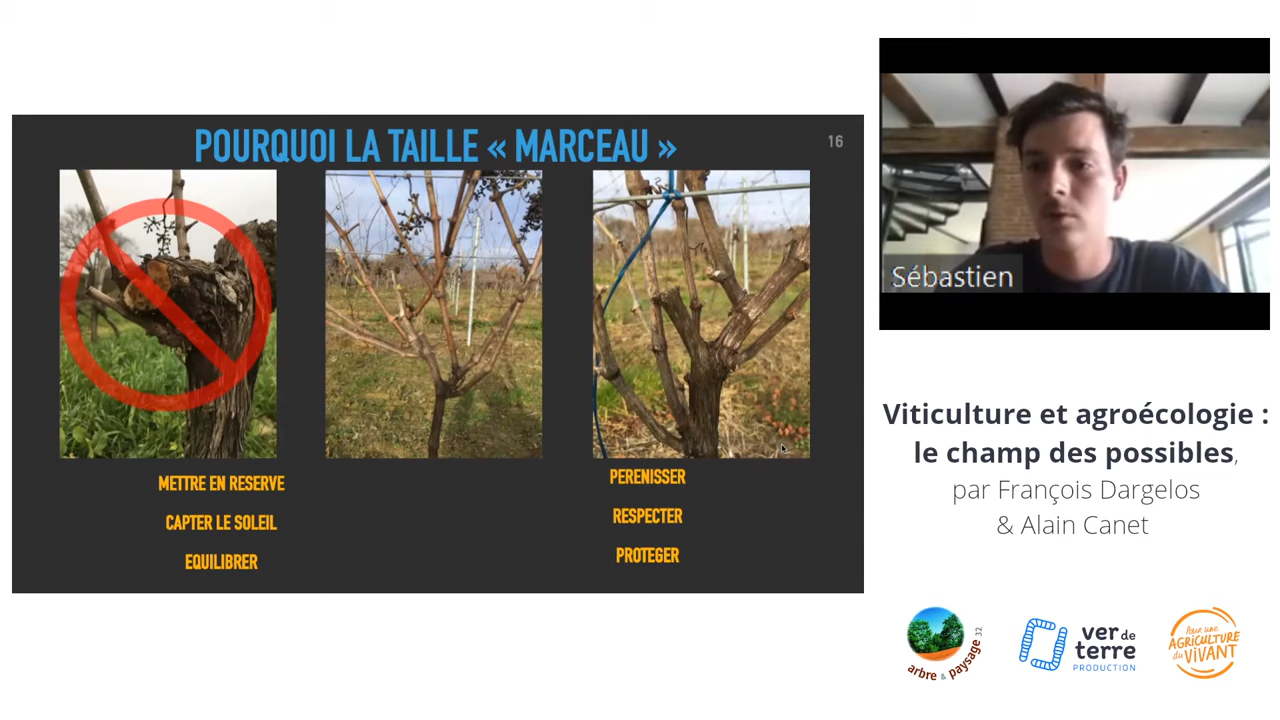 POURQUOI LA TAILLE « MARCEAU »
16
METTRE EN RESERVE
CAPTER LE SOLEIL
EQUILIBRER
PERENISSER
RESPECTER
PROTEGER
Sébastien
Viticulture et agroécologie :
le champ des possibles,
par François Dargelos
& Alain Canet
arbre & paysage 32
ver de
terre
PRODUCTION
Pour une
AGRICULTURE
du ViVANT